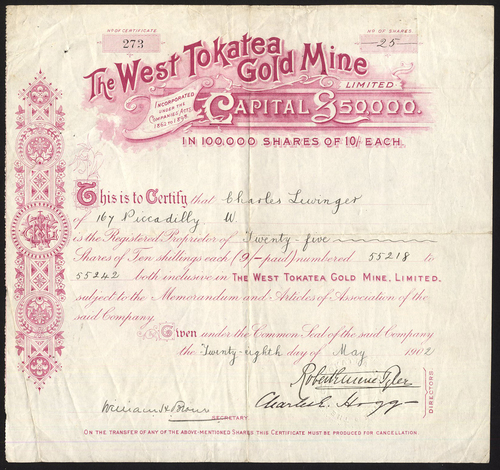 Nº OF CERTIFICATE
273
Nº OF SHARES
25
The West Tokatea
Gold Mine
LIMITED
INCORPORATED
UNDER THE
COMPANIES ACTS
1862 TO 1898
CAPITAL £50,000.
IN 100,000 SHARES OF 10/- EACH.
This is to Certify that Charles
of 167 Piccadilly W.
is the Registered Proprietor of Twenty-five
Shares of Ten shillings each (9/- paid) numbered 55218 to
55242 both inclusive in THE WEST TOKATEA GOLD MINE, LIMITED.
subject to the Memorandum and Articles of Association of the
said Company.
Given under the Common Seal of the said Company
the Twenty-eighth day of May 1902
Charles E. Hogg
DIRECTORS
SECRETARY
ON THE TRANSFER OF ANY OF THE ABOVE-MENTIONED SHARES THIS CERTIFICATE MUST BE PRODUCED FOR CANCELLATION.